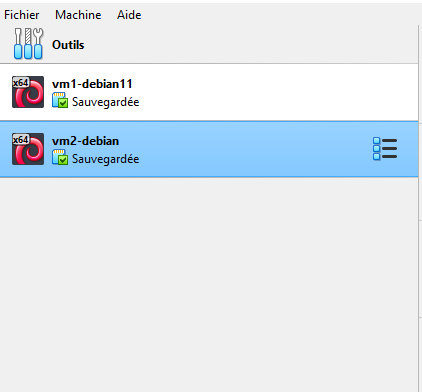 Fichier Machine Aide
Outils
x64
vm1-debian11
Sauvegardée
x64
vm2-debian
Sauvegardée